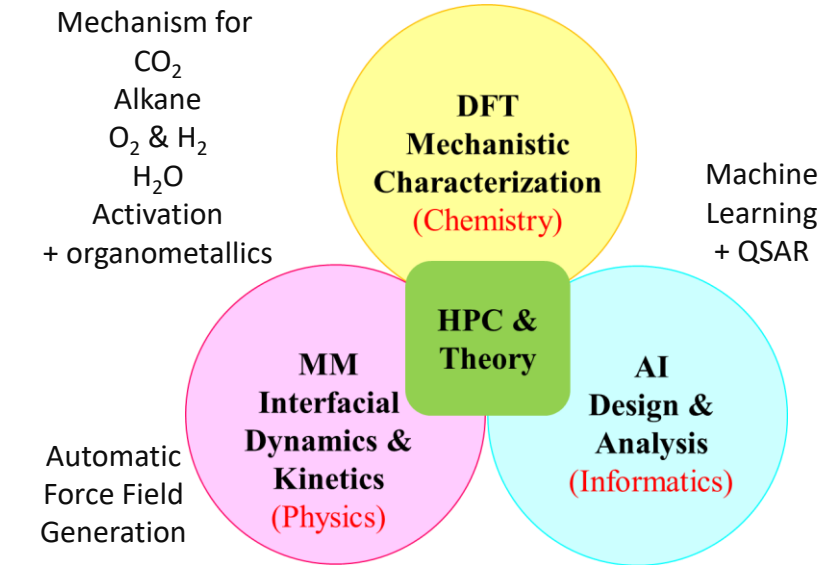 Mechanism for
CO₂
Alkane
O₂ & H₂
H₂O
Activation
+ organometallics
DFT
Mechanistic
Characterization
(Chemistry)
Machine
Learning
+ QSAR
HPC &
Theory
MM
Interfacial
Dynamics &
Kinetics
(Physics)
AI
Design &
Analysis
(Informatics)
Automatic
Force Field
Generation